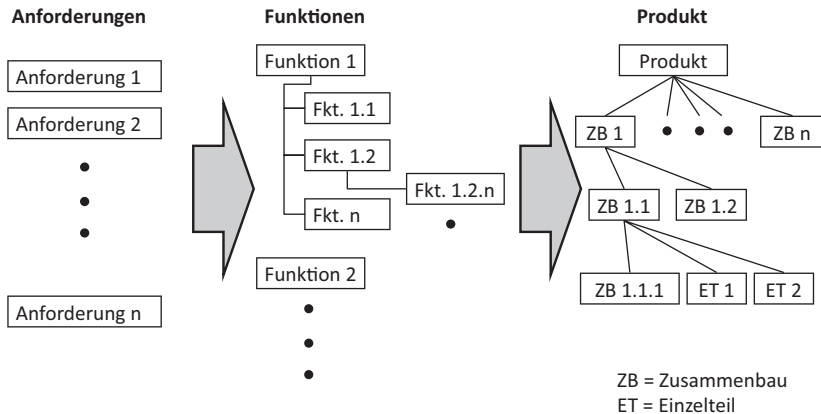 Anforderungen
Anforderung 1
Anforderung 2
Anforderung n
Funktionen
Funktion 1
Fkt. 1.1
Fkt. 1.2
Fkt. 1.2.n
Fkt. n
Funktion 2
Produkt
Produkt
ZB 1
ZB n
ZB 1.1
ZB 1.2
ZB 1.1.1
ET 1
ET 2
ZB = Zusammenbau
ET = Einzelteil